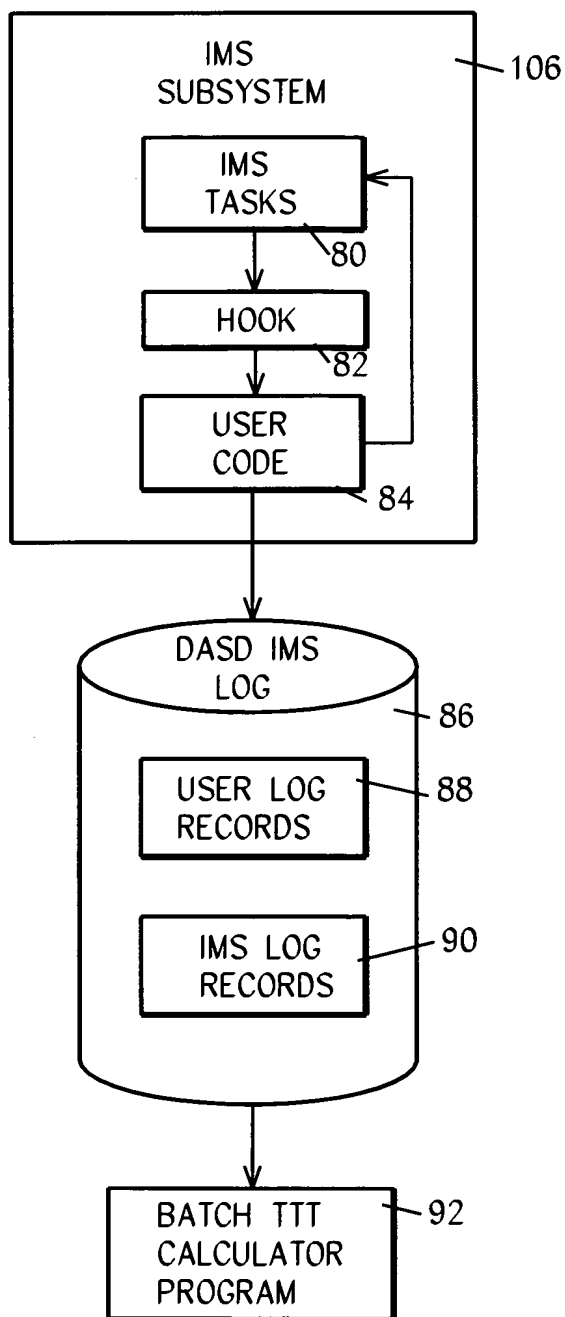 IMS
SUBSYSTEM
106
IMS
TASKS
80
HOOK
82
USER
CODE
84
DASD IMS
LOG
86
USER LOG
RECORDS
88
IMS LOG
RECORDS
90
BATCH TTT
CALCULATOR
PROGRAM
92